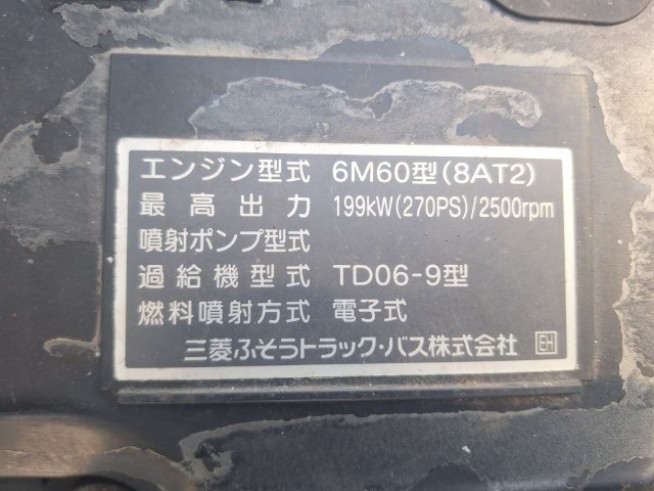 エンジン型式 6M60型(8AT2)
最高出力 199kW(270PS)/2500rpm
噴射ポンプ型式
過給機型式 TD06-9型
燃料噴射方式 電子式
三菱ふそうトラック・バス株式会社 EH